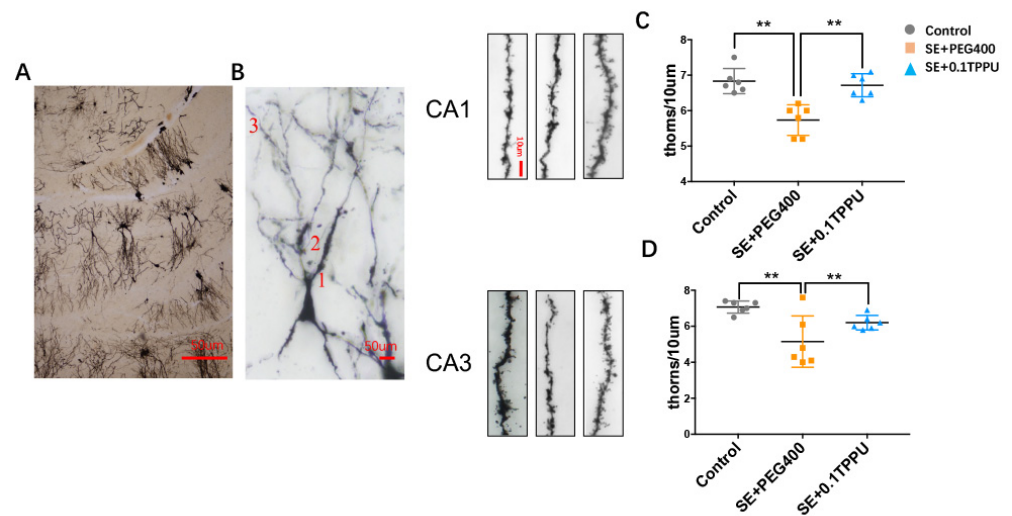 A
50um
B
3
2
1
50um
CA1
10um
CA3
C
**
**
thoms/10um
8
7
6
5
4
Control
SE+PEG400
SE+0.1TPPU
Control
SE+PEG400
SE+0.1TPPU
D
**
**
thorns/10um
8
6
4
2
0
Control
SE+PEG400
SE+0.1TPPU